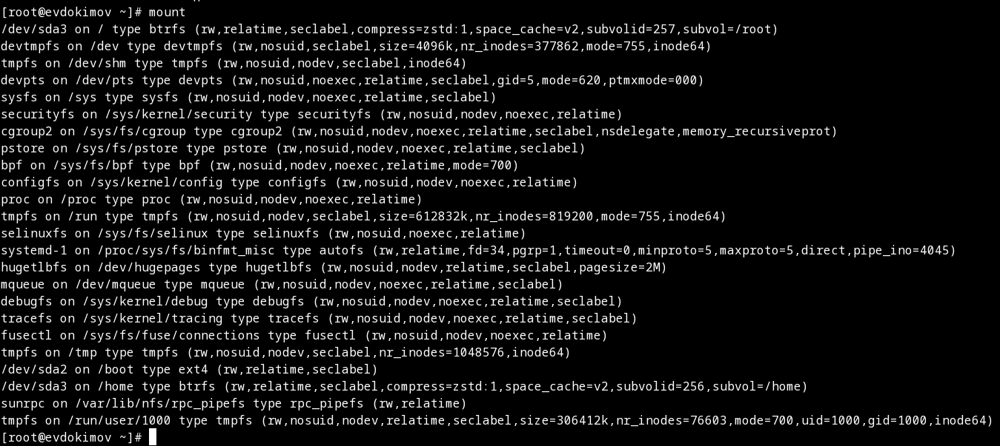 [root@evdokimov ~]# mount
/dev/sda3 on / type btrfs (rw,relatime,seclabel,compress=zstd:1,space_cache=v2,subvolid=257,subvol=/root)
devtmpfs on /dev type devtmpfs (rw,nosuid,seclabel,size=4096k,nr_inodes=377862,mode=755,inode64)
tmpfs on /dev/shm type tmpfs (rw,nosuid,nodev,seclabel,inode64)
devpts on /dev/pts type devpts (rw,nosuid,noexec,relatime,seclabel,gid=5,mode=620,ptmxmode=000)
sysfs on /sys type sysfs (rw,nosuid,nodev,noexec,relatime,seclabel)
securityfs on /sys/kernel/security type securityfs (rw,nosuid,nodev,noexec,relatime)
cgroup2 on /sys/fs/cgroup type cgroup2 (rw,nosuid,nodev,noexec,relatime,seclabel,nsdelegate,memory_recursiveprot)
pstore on /sys/fs/pstore type pstore (rw,nosuid,nodev,noexec,relatime,seclabel)
bpf on /sys/fs/bpf type bpf (rw,nosuid,nodev,noexec,relatime,mode=700)
configfs on /sys/kernel/config type configfs (rw,nosuid,nodev,noexec,relatime)
proc on /proc type proc (rw,nosuid,nodev,noexec,relatime)
tmpfs on /run type tmpfs (rw,nosuid,nodev,seclabel,size=612832k,nr_inodes=819200,mode=755,inode64)
selinuxfs on /sys/fs/selinux type selinuxfs (rw,nosuid,noexec,relatime)
systemd-1 on /proc/sys/fs/binfmt_misc type autofs (rw,relatime,fd=34,pgrp=1,timeout=0,minproto=5,maxproto=5,direct,pipe_ino=4045)
hugetlbfs on /dev/hugepages type hugetlbfs (rw,nosuid,nodev,relatime,seclabel,pagesize=2M)
mqueue on /dev/mqueue type mqueue (rw,nosuid,nodev,noexec,relatime,seclabel)
debugfs on /sys/kernel/debug type debugfs (rw,nosuid,nodev,noexec,relatime,seclabel)
tracefs on /sys/kernel/tracing type tracefs (rw,nosuid,nodev,noexec,relatime,seclabel)
fusectl on /sys/fs/fuse/connections type fusectl (rw,nosuid,nodev,noexec,relatime)
tmpfs on /tmp type tmpfs (rw,nosuid,nodev,seclabel,nr_inodes=1048576,inode64)
/dev/sda2 on /boot type ext4 (rw,relatime,seclabel)
/dev/sda3 on /home type btrfs (rw,relatime,seclabel,compress=zstd:1,space_cache=v2,subvolid=256,subvol=/home)
sunrpc on /var/lib/nfs/rpc_pipefs type rpc_pipefs (rw,relatime)
tmpfs on /run/user/1000 type tmpfs (rw,nosuid,nodev,relatime,seclabel,size=306412k,nr_inodes=76603,mode=700,uid=1000,gid=1000,inode64)
[root@evdokimov ~]#